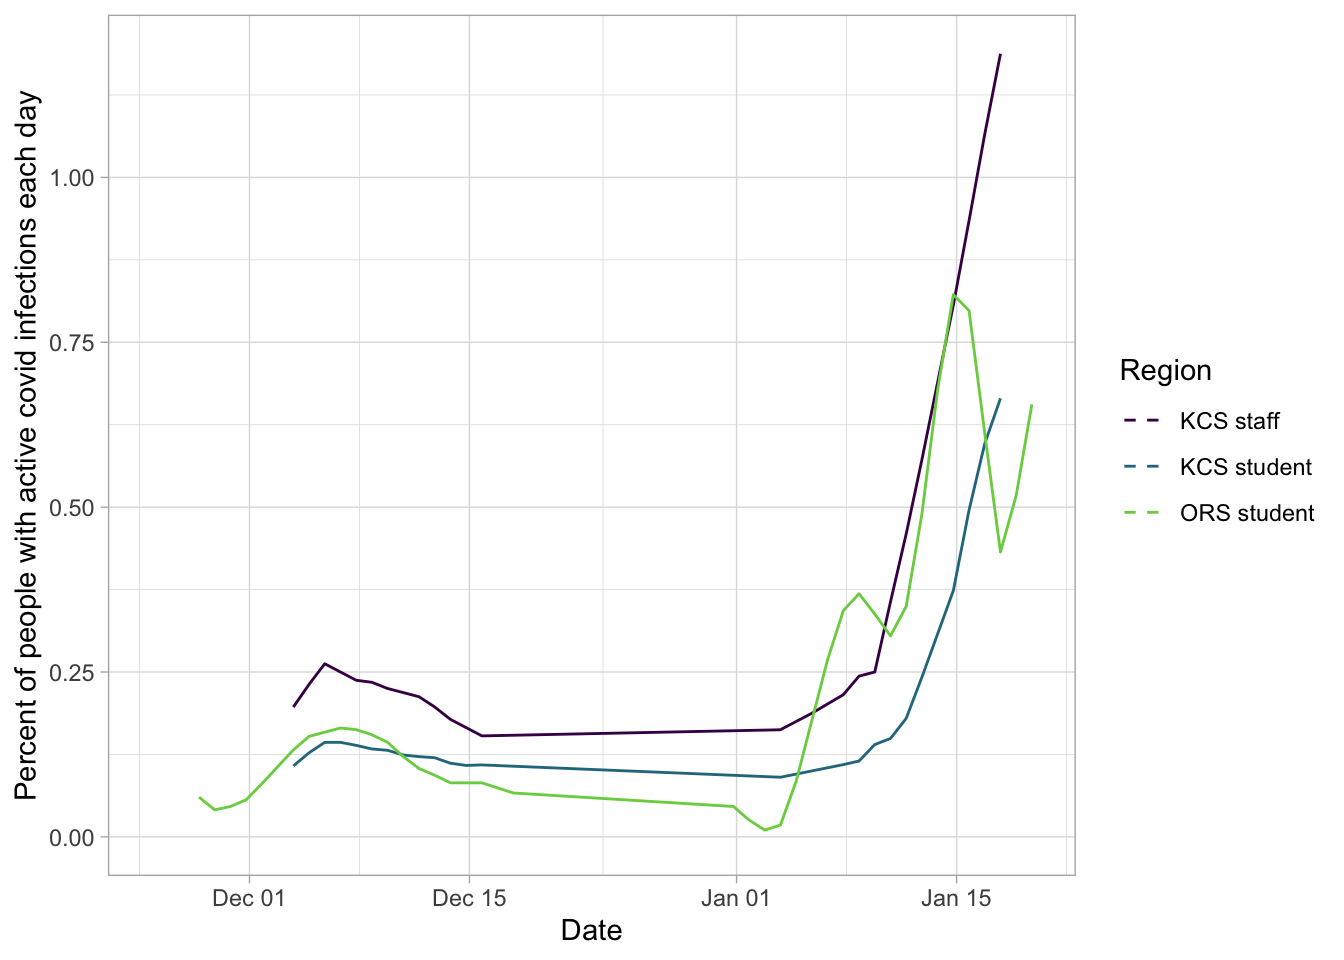 Percent of people with active covid infections each day
1.00
0.75
0.50
0.25
0.00
Dec 01
Dec 15
Jan 01
Jan 15
Date
Region
KCS staff
KCS student
ORS student